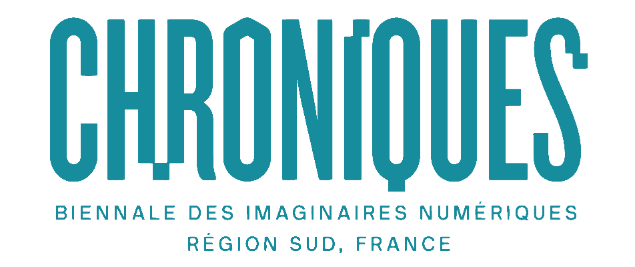 CHRONIQUES
BIENNALE DES IMAGINAIRES NUMÉRIQUES
RÉGION SUD, FRANCE